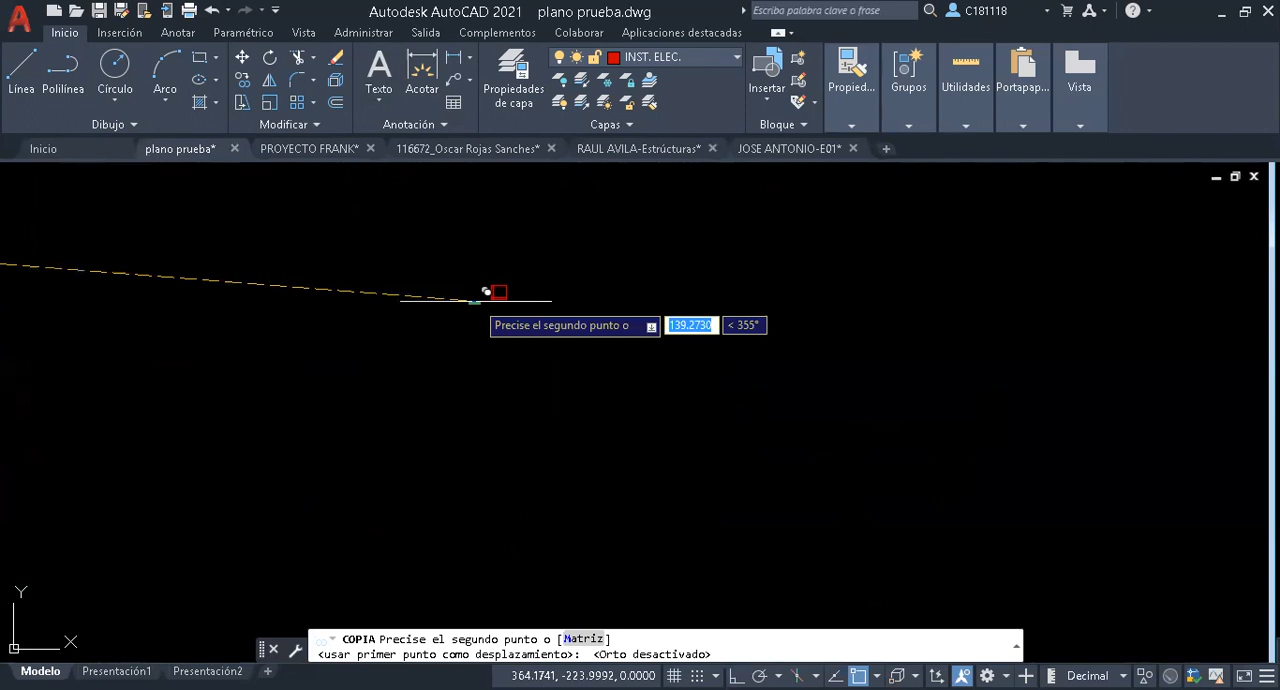 Autodesk AutoCAD 2021 plano prueba.dwg
Escriba palabra clave o frase
C181118
Inicio Inserción Anotar Paramétrico Vista Administrar Salida Complementos Colaborar Aplicaciones destacadas
INST. ELEC.
Línea Polilínea Círculo Arco
Texto Acotar
Propiedades
de capa
Insertar
Propied... Grupos Utilidades Portapap... Vista
Dibujo Modificar Anotación Capas Bloque
Inicio plano prueba* PROYECTO FRANK* 116672_Oscar Rojas Sanches* RAUL AVILA-Estrúcturas* JOSE ANTONIO-E01*
Precise el segundo punto o 139.2730 < 355°
Y
X
COPIA Precise el segundo punto o [Matriz]
<usar primer punto como desplazamiento>: <Orto desactivado>
Modelo Presentación1 Presentación2 + 364.1741, -223.9992, 0.0000 Decimal